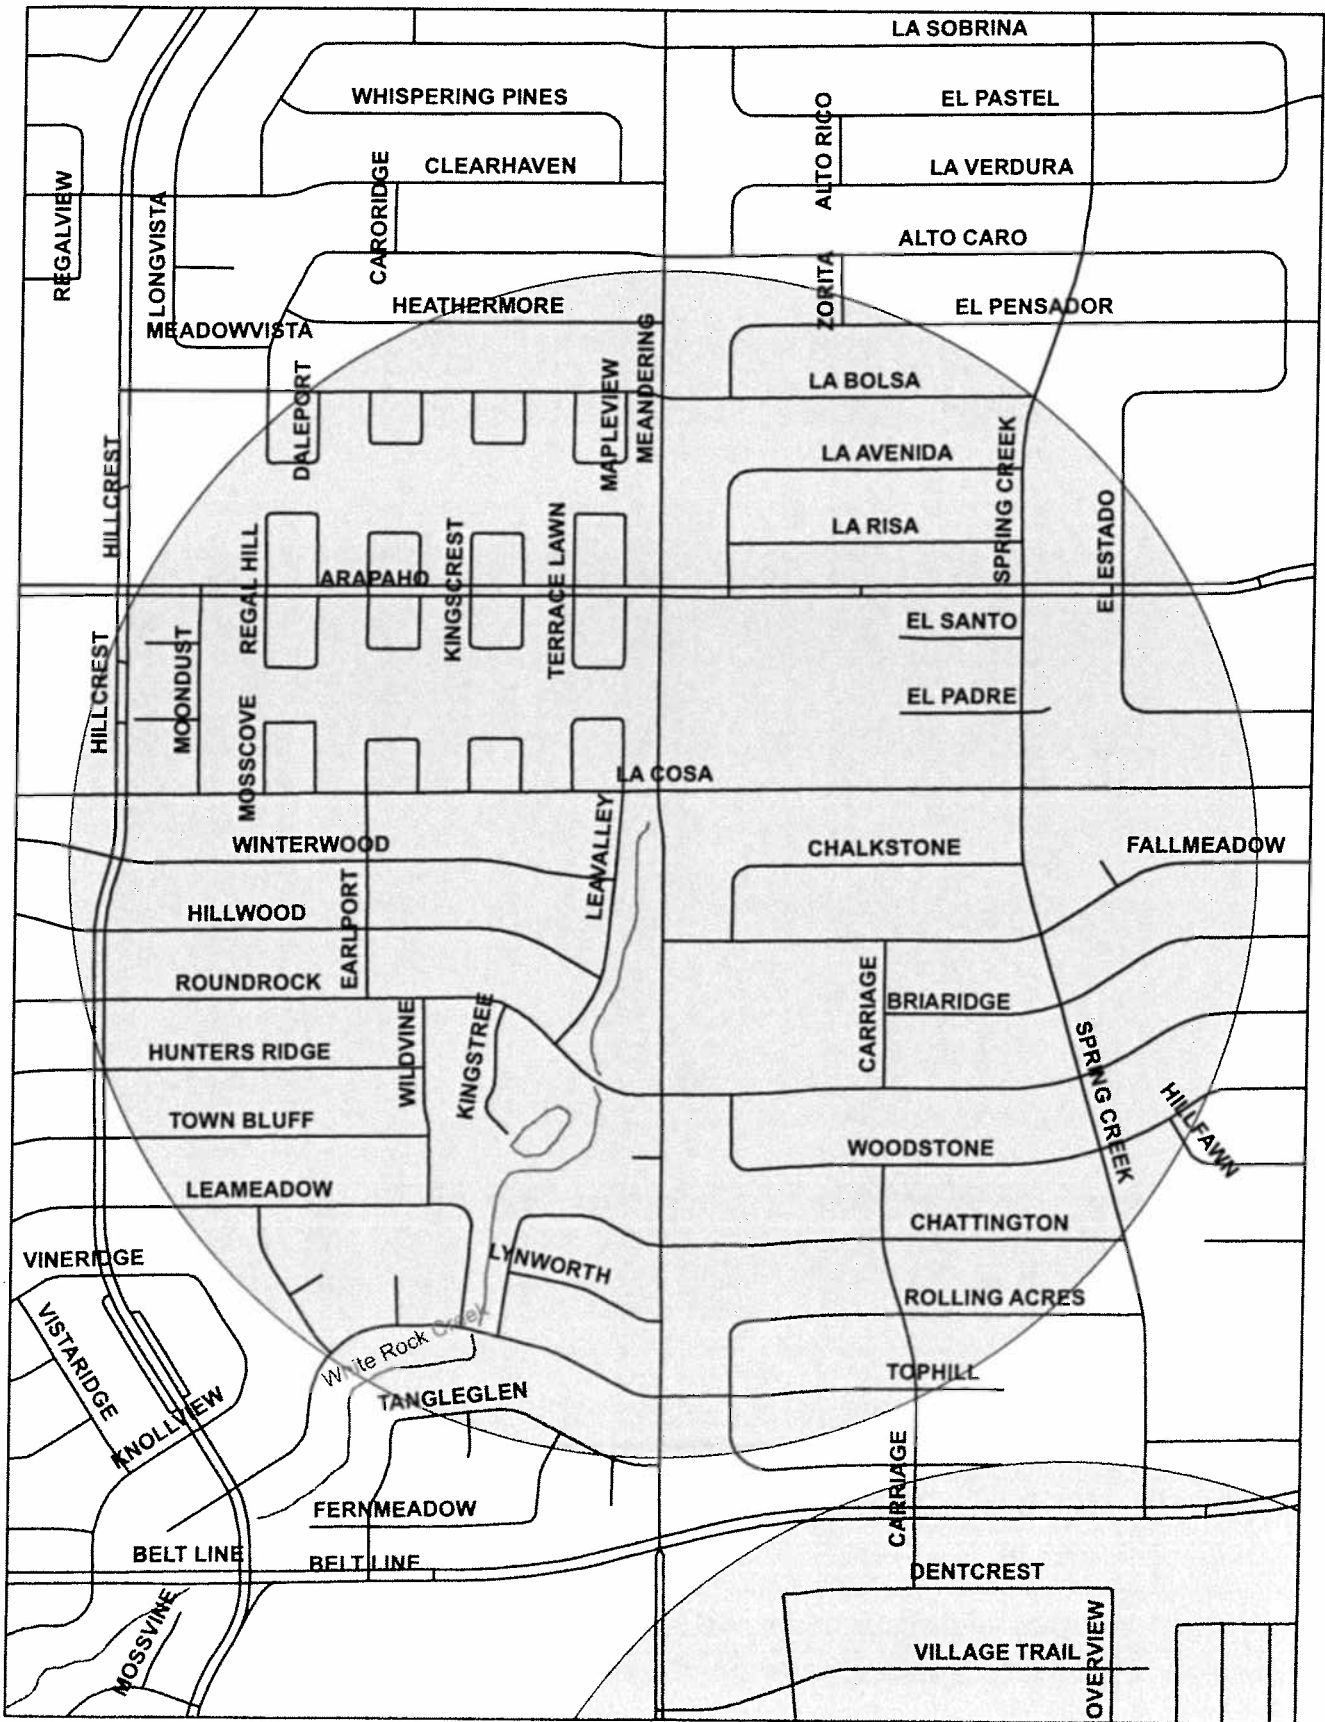 LA SOBRINA
WHISPERING PINES
EL PASTEL
ALTO RICO
CLEARHAVEN
LA VERDURA
CARORIDGE
REGALVIEW
LONGVISTA
ALTO CARO
ZORITA
HEATHERMORE
EL PENSADOR
MEADOWVISTA
MEANDERING
DALEPORT
MAPLEVIEW
LA BOLSA
LA AVENIDA
SPRING CREEK
HILLCREST
EL ESTADO
LA RISA
REGAL HILL
KINGSCREST
TERRACE LAWN
ARAPAHO
EL SANTO
HILLCREST
MOONDUST
EL PADRE
MOSSCOVE
LA COSA
WINTERWOOD
LEAVALLEY
CHALKSTONE
FALLMEADOW
HILLWOOD
EARLPORT
ROUNDROCK
CARRIAGE
BRIARIDGE
WILDVINE
KINGSTREE
HUNTERS RIDGE
SPRING CREEK
TOWN BLUFF
HILLFAWN
WOODSTONE
LEAMEADOW
CHATTINGTON
VINERIDGE
LYNWORTH
ROLLING ACRES
VISTARIDGE
White Rock Creek
TOPHILL
TANGLEGLEN
KNOLLVIEW
CARRIAGE
FERNMEADOW
BELT LINE
BELT LINE
DENTCREST
MOSSVINE
VILLAGE TRAIL
OVERVIEW